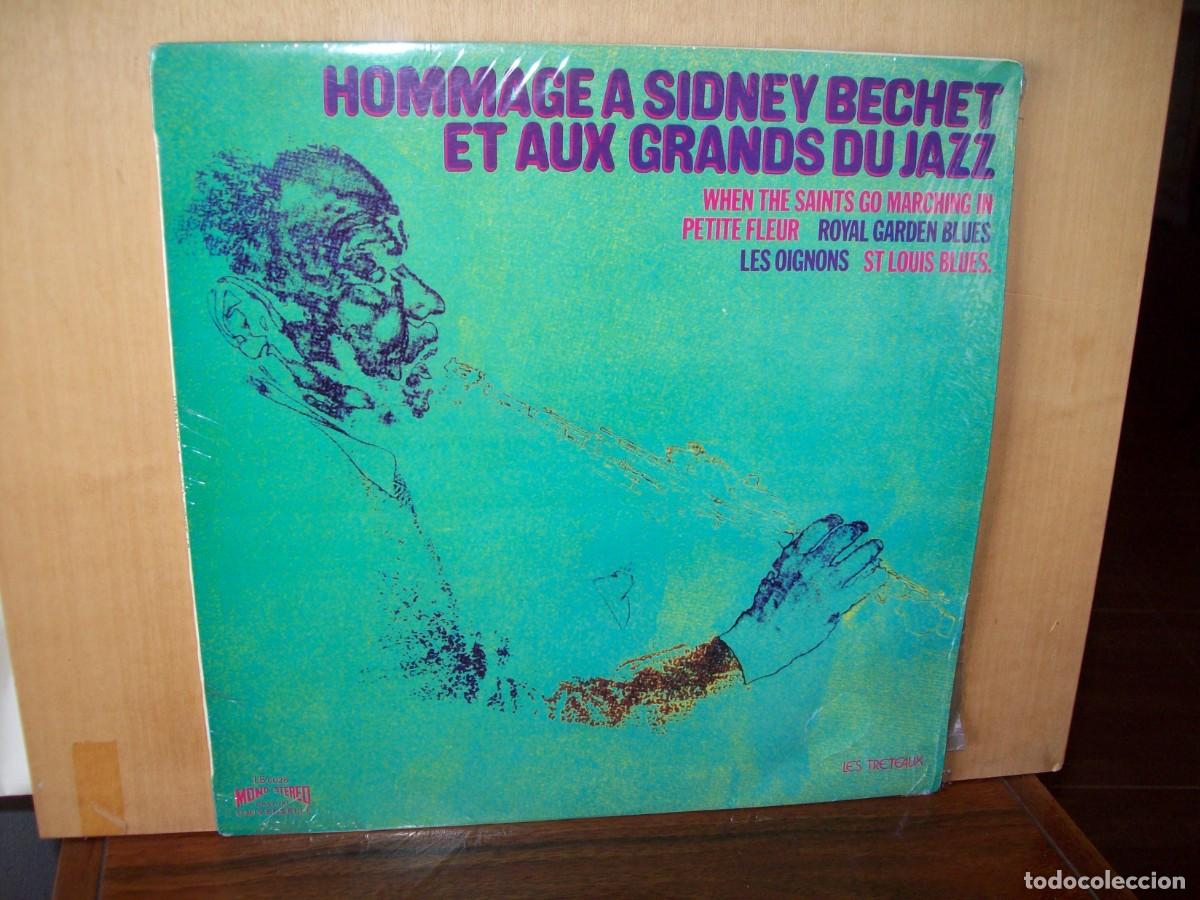 HOMMAGE A SIDNEY BECHET
ET AUX GRANDS DU JAZZ
WHEN THE SAINTS GO MARCHING IN
PETITE FLEUR ROYAL GARDEN BLUES
LES OIGNONS ST LOUIS BLUES.
LES TRETEAUX
MONO STEREO
todocoleccion